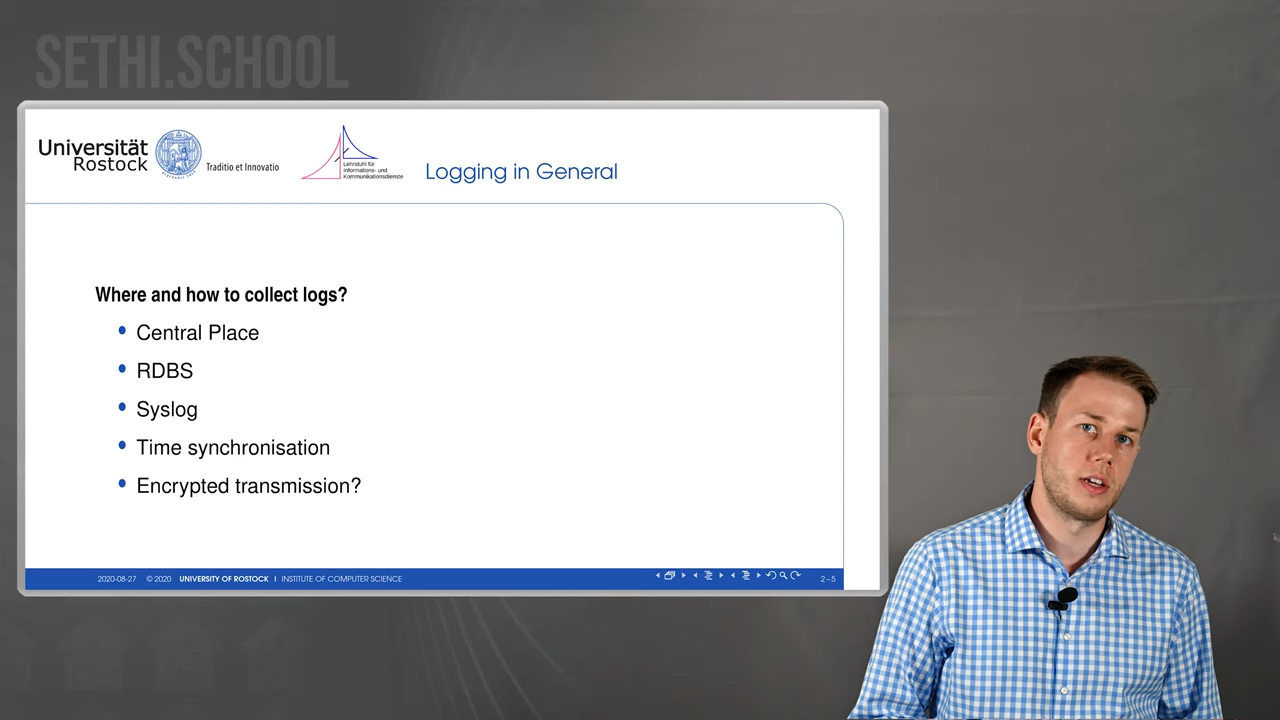 SETHI.SCHOOL
Universität
Rostock
Traditio et Innovatio
Lehrstuhl für
Informations- und
Kommunikationsdienste
Logging in General
Where and how to collect logs?
• Central Place
• RDBS
• Syslog
• Time synchronisation
• Encrypted transmission?
2020-08-27 © 2020 UNIVERSITY OF ROSTOCK | INSTITUTE OF COMPUTER SCIENCE 2–5